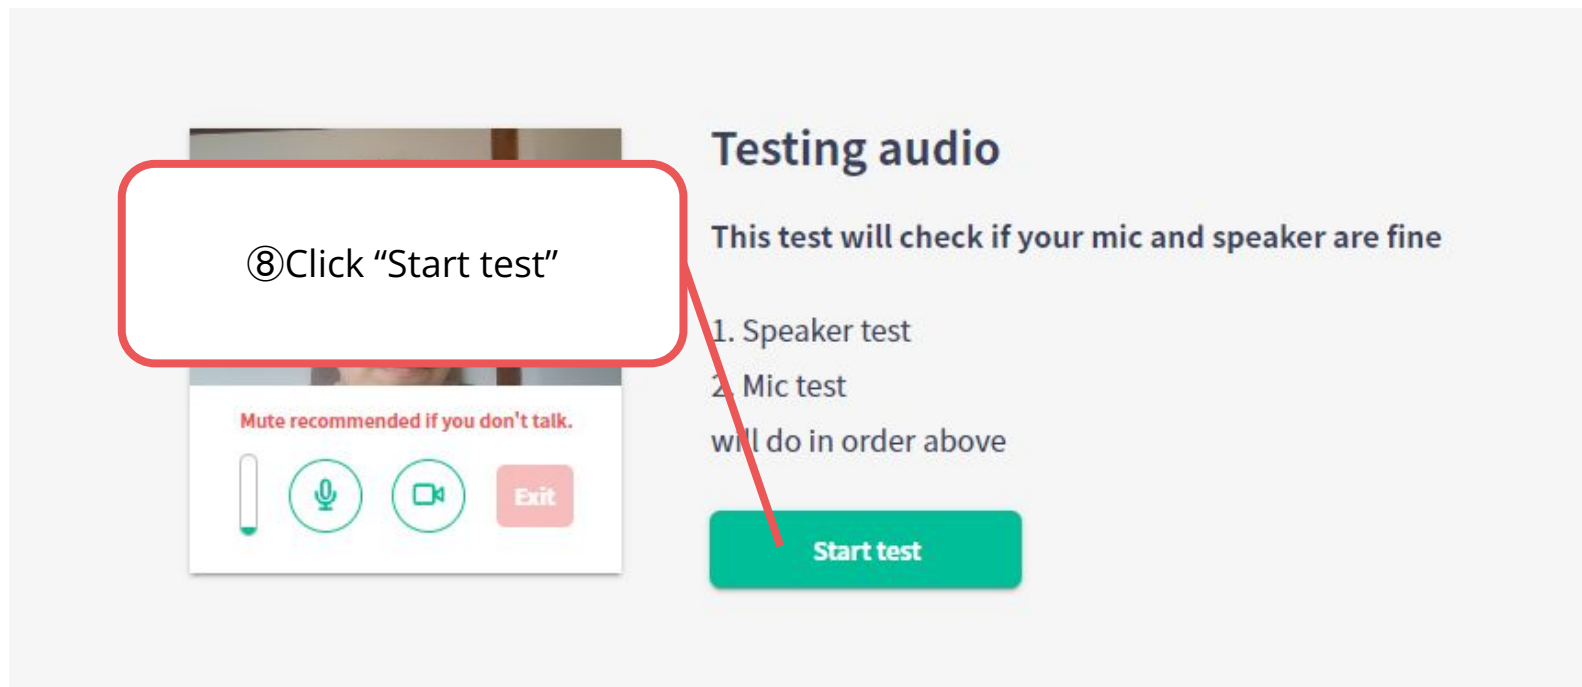 Testing audio
This test will check if your mic and speaker are fine
⑧Click “Start test”
1. Speaker test
2. Mic test
will do in order above
Mute recommended if you don't talk.
Exit
Start test